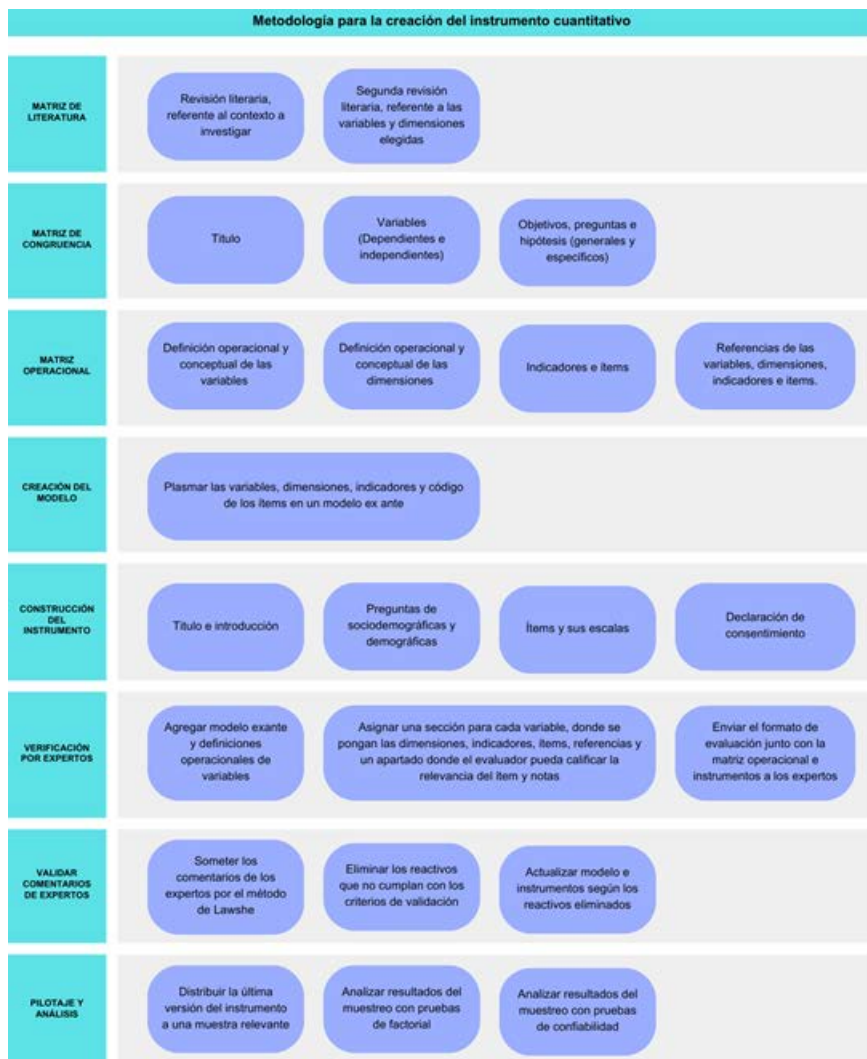 Metodología para la creación del instrumento cuantitativo
MATRIZ DE
LITERATURA
Revisión literaria,
referente al contexto a
investigar
Segunda revisión
literaria, referente a las
variables y dimensiones
elegidas
MATRIZ DE
CONGRUENCIA
Titulo
Variables
(Dependientes e
independientes)
Objetivos, preguntas e
hipótesis (generales y
específicos)
MATRIZ
OPERACIONAL
Definición operacional y
conceptual de las
variables
Definición operacional y
conceptual de las
dimensiones
Indicadores e ítems
Referencias de las
variables, dimensiones,
indicadores e items.
CREACIÓN DEL
MODELO
Plasmar las variables, dimensiones, indicadores y código
de los ítems en un modelo ex ante
CONSTRUCCIÓN
DEL
INSTRUMENTO
Titulo e introducción
Preguntas de
sociodemográficas y
demográficas
Ítems y sus escalas
Declaración de
consentimiento
VERIFICACIÓN
POR EXPERTOS
Agregar modelo exante
y definiciones
operacionales de
variables
Asignar una sección para cada variable, donde se
pongan las dimensiones, indicadores, ítems, referencias y
un apartado donde el evaluador pueda calificar la
relevancia del ítem y notas
Enviar el formato de
evaluación junto con la
matriz operacional e
instrumentos a los expertos
VALIDAR
COMENTARIOS
DE EXPERTOS
Someter los
comentarios de los
expertos por el método
de Lawshe
Eliminar los reactivos
que no cumplan con los
criterios de validación
Actualizar modelo e
instrumentos según los
reactivos eliminados
PILOTAJE Y
ANÁLISIS
Distribuir la última
versión del instrumento
a una muestra relevante
Analizar resultados del
muestreo con pruebas
de factorial
Analizar resultados del
muestreo con pruebas
de confiabilidad